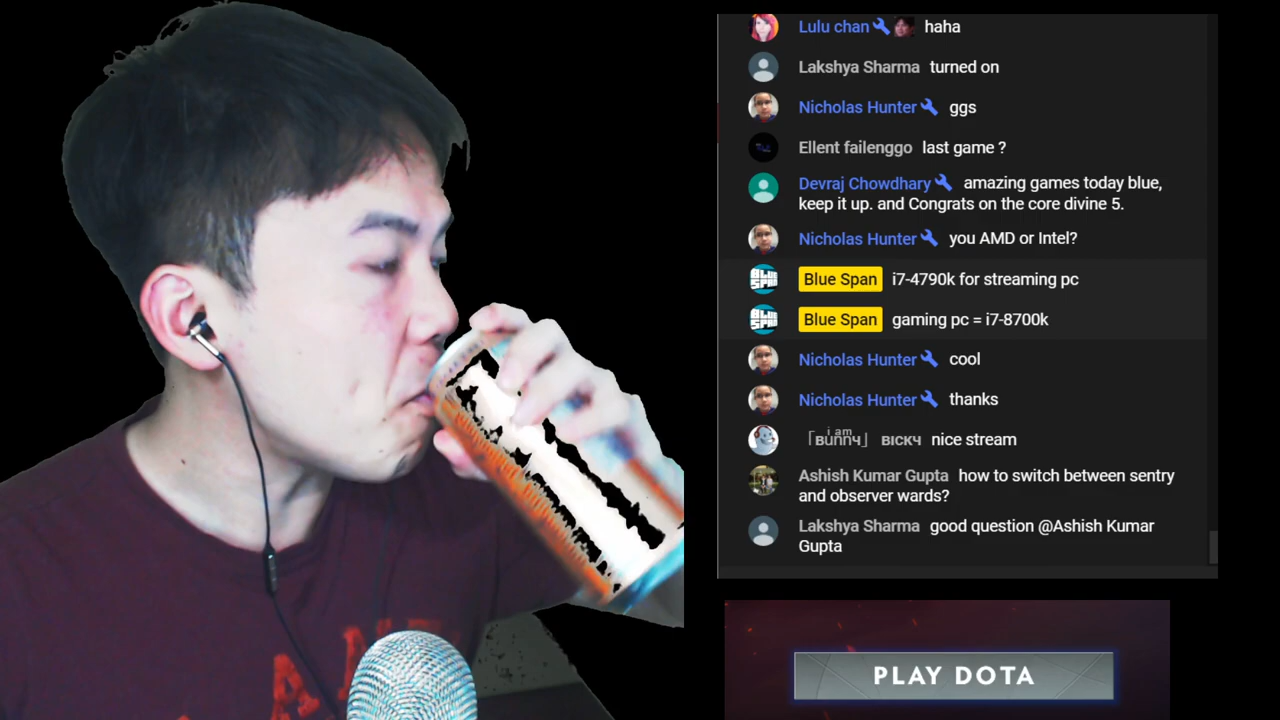 Lulu chan haha
Lakshya Sharma turned on
Nicholas Hunter ggs
Ellent failenggo last game ?
Devraj Chowdhary amazing games today blue,
keep it up. and Congrats on the core divine 5.
Nicholas Hunter you AMD or Intel?
Blue Span i7-4790k for streaming pc
Blue Span gaming pc = i7-8700k
Nicholas Hunter cool
Nicholas Hunter thanks
nice stream
Ashish Kumar Gupta how to switch between sentry
and observer wards?
Lakshya Sharma good question @Ashish Kumar
Gupta
PLAY DOTA